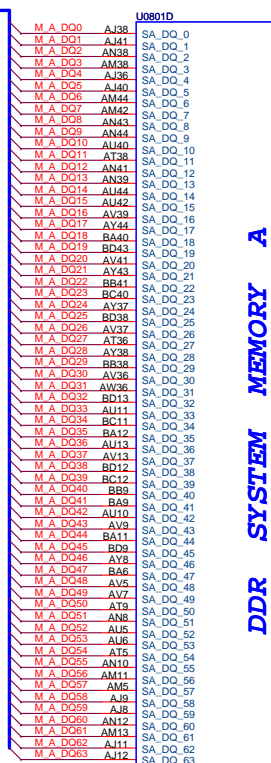 U0801D
M_A_DQ0 AJ38 SA_DQ_0
M_A_DQ1 AJ41 SA_DQ_1
M_A_DQ2 AN38 SA_DQ_2
M_A_DQ3 AM38 SA_DQ_3
M_A_DQ4 AJ36 SA_DQ_4
M_A_DQ5 AJ40 SA_DQ_5
M_A_DQ6 AM44 SA_DQ_6
M_A_DQ7 AM42 SA_DQ_7
M_A_DQ8 AN43 SA_DQ_8
M_A_DQ9 AN44 SA_DQ_9
M_A_DQ10 AU40 SA_DQ_10
M_A_DQ11 AT38 SA_DQ_11
M_A_DQ12 AN41 SA_DQ_12
M_A_DQ13 AN39 SA_DQ_13
M_A_DQ14 AU44 SA_DQ_14
M_A_DQ15 AU42 SA_DQ_15
M_A_DQ16 AV39 SA_DQ_16
M_A_DQ17 AY44 SA_DQ_17
M_A_DQ18 BA40 SA_DQ_18
M_A_DQ19 BD43 SA_DQ_19
M_A_DQ20 AV41 SA_DQ_20
M_A_DQ21 AY43 SA_DQ_21
M_A_DQ22 BB41 SA_DQ_22
M_A_DQ23 BC40 SA_DQ_23
M_A_DQ24 AY37 SA_DQ_24
M_A_DQ25 BD38 SA_DQ_25
M_A_DQ26 AV37 SA_DQ_26
M_A_DQ27 AT36 SA_DQ_27
M_A_DQ28 AY38 SA_DQ_28
M_A_DQ29 BB38 SA_DQ_29
M_A_DQ30 AV36 SA_DQ_30
M_A_DQ31 AW36 SA_DQ_31
M_A_DQ32 BD13 SA_DQ_32
M_A_DQ33 AU11 SA_DQ_33
M_A_DQ34 BC11 SA_DQ_34
M_A_DQ35 BA12 SA_DQ_35
M_A_DQ36 AU13 SA_DQ_36
M_A_DQ37 AV13 SA_DQ_37
M_A_DQ38 BD12 SA_DQ_38
M_A_DQ39 BC12 SA_DQ_39
M_A_DQ40 BB9 SA_DQ_40
M_A_DQ41 BA9 SA_DQ_41
M_A_DQ42 AU10 SA_DQ_42
M_A_DQ43 AV9 SA_DQ_43
M_A_DQ44 BA11 SA_DQ_44
M_A_DQ45 BD9 SA_DQ_45
M_A_DQ46 AY8 SA_DQ_46
M_A_DQ47 BA6 SA_DQ_47
M_A_DQ48 AV5 SA_DQ_48
M_A_DQ49 AV7 SA_DQ_49
M_A_DQ50 AT9 SA_DQ_50
M_A_DQ51 AN8 SA_DQ_51
M_A_DQ52 AU5 SA_DQ_52
M_A_DQ53 AU6 SA_DQ_53
M_A_DQ54 AT5 SA_DQ_54
M_A_DQ55 AN10 SA_DQ_55
M_A_DQ56 AM11 SA_DQ_56
M_A_DQ57 AM5 SA_DQ_57
M_A_DQ58 AJ9 SA_DQ_58
M_A_DQ59 AJ8 SA_DQ_59
M_A_DQ60 AN12 SA_DQ_60
M_A_DQ61 AM13 SA_DQ_61
M_A_DQ62 AJ11 SA_DQ_62
M_A_DQ63 AJ12 SA_DQ_63
DDR SYSTEM MEMORY A